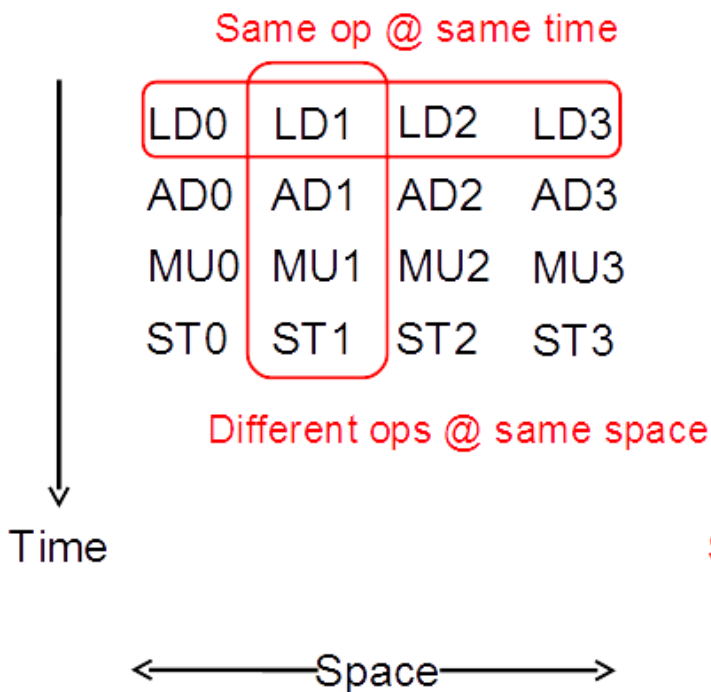 Same op @ same time
LD0 LD1 LD2 LD3
AD0 AD1 AD2 AD3
MU0 MU1 MU2 MU3
ST0 ST1 ST2 ST3
Different ops @ same space
Time
Space